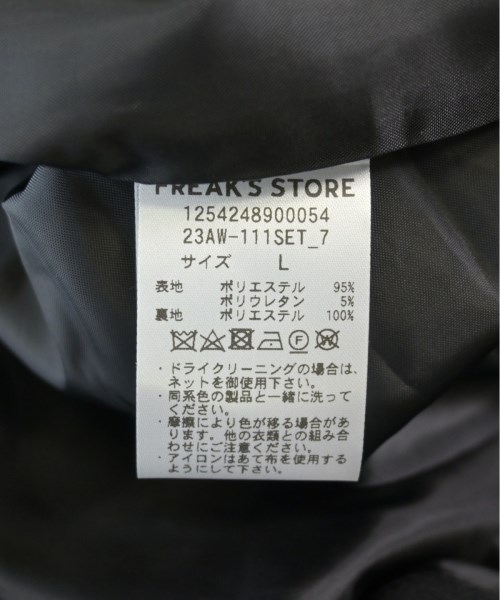 FREAK'S STORE
1254248900054
23AW-111SET_7
サイズ L
表地 ポリエステル 95%
ポリウレタン 5%
裏地 ポリエステル 100%
・ドライクリーニングの場合は、
ネットを御使用下さい。
・同系色の製品と一緒に洗って
ください。
・摩擦により色が移る場合があ
ります。他の衣類との組み合
わせにご注意ください。
・アイロンはあて布を使用する
ようにして下さい。